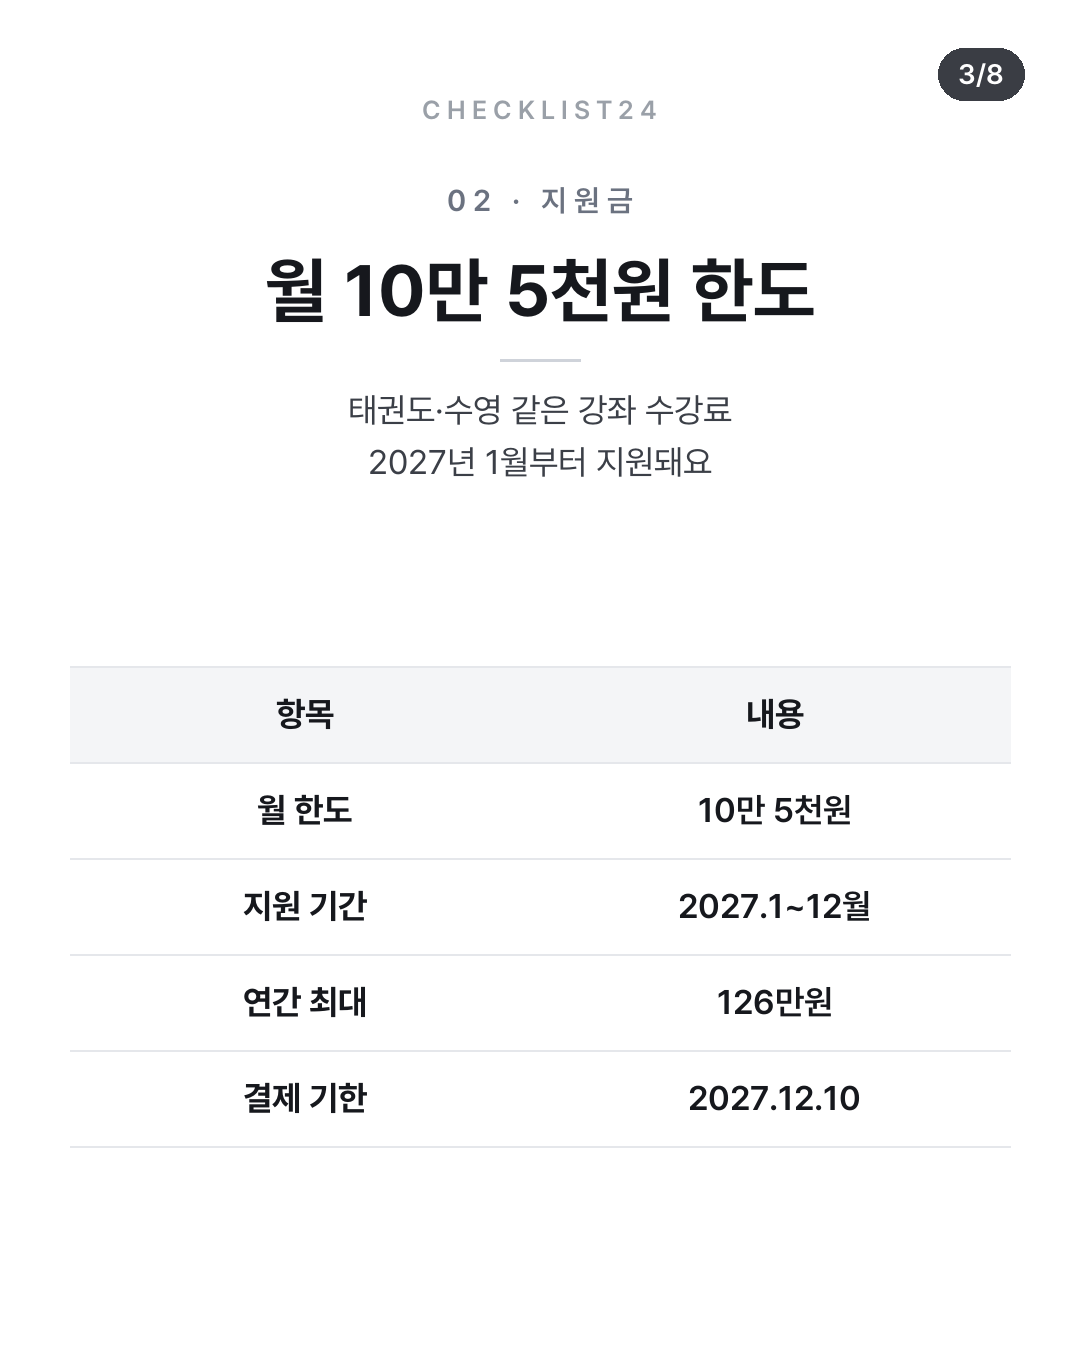 3/8
CHECKLIST24
02 · 지원금
월 10만 5천원 한도
태권도·수영 같은 강좌 수강료
2027년 1월부터 지원돼요
항목 내용
월 한도 10만 5천원
지원 기간 2027.1~12월
연간 최대 126만원
결제 기한 2027.12.10